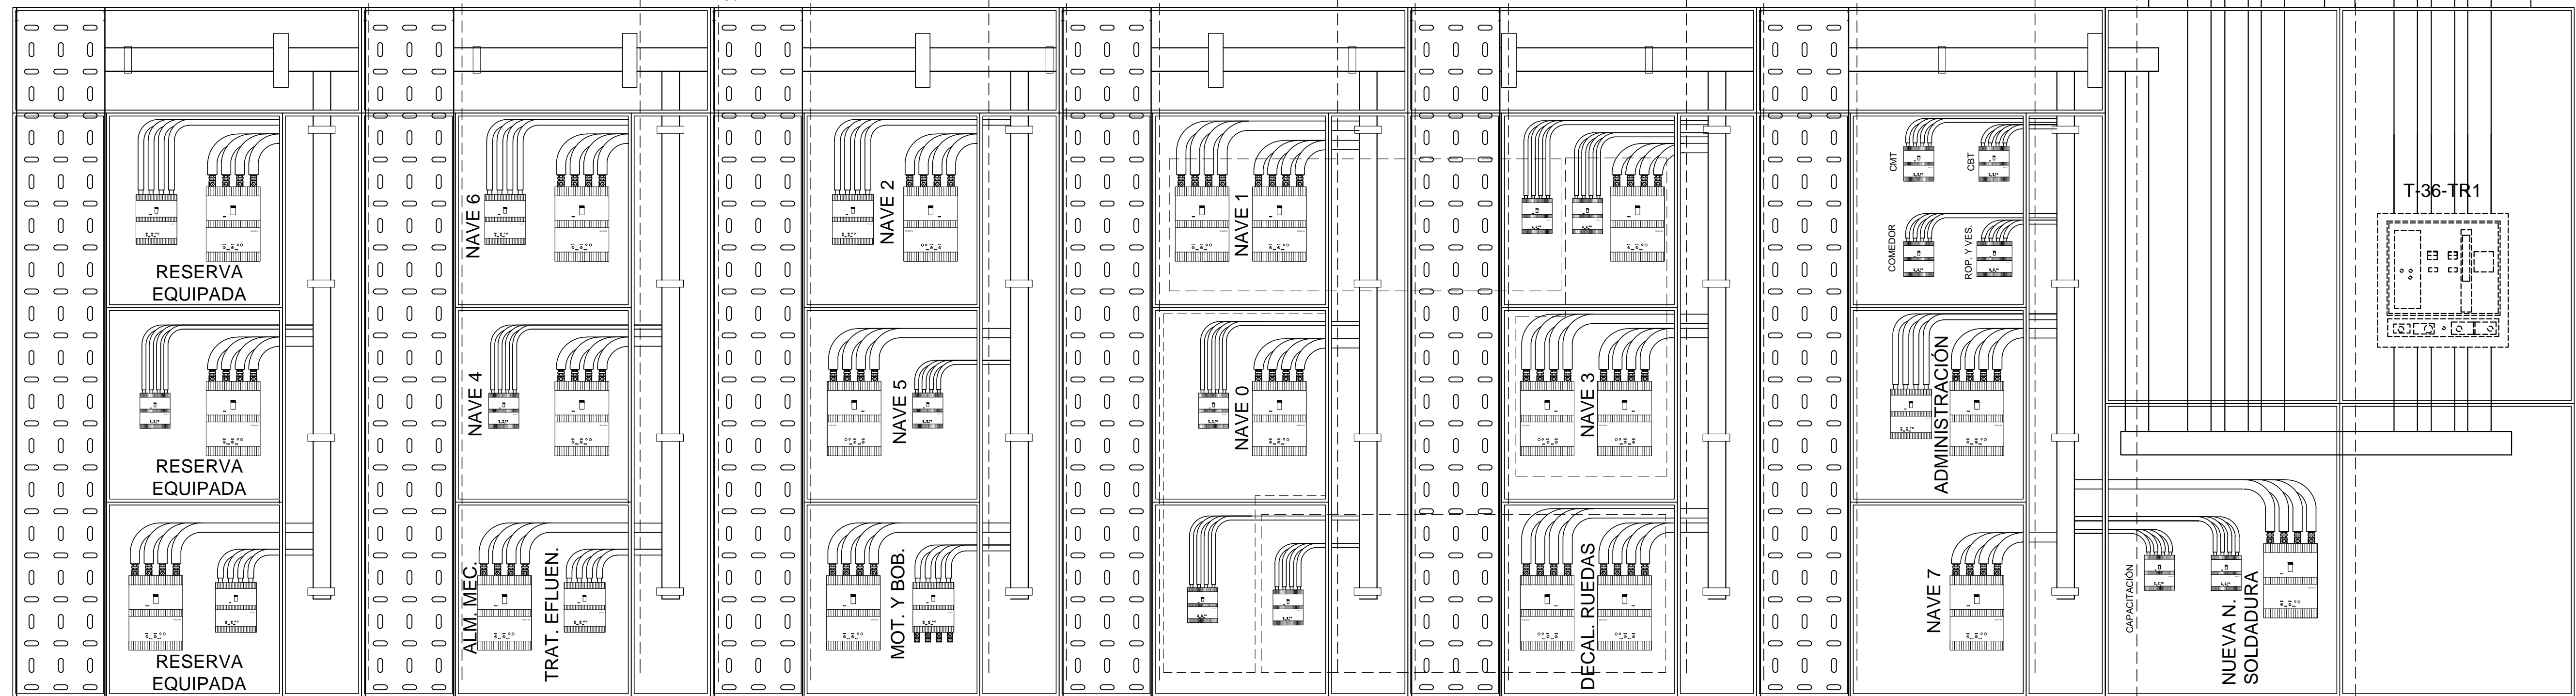 RESERVA
EQUIPADA
RESERVA
EQUIPADA
RESERVA
EQUIPADA
NAVE 6
NAVE 4
ALM. MEC.
TRAT. EFLUEN.
NAVE 2
NAVE 5
MOT. Y BOB.
NAVE 1
NAVE 0
NAVE 3
DECAL. RUEDAS
CMT
CBT
COMEDOR
ROP. Y VES.
ADMINISTRACIÓN
NAVE 7
CAPACITACIÓN
NUEVA N.
SOLDADURA
T-36-TR1